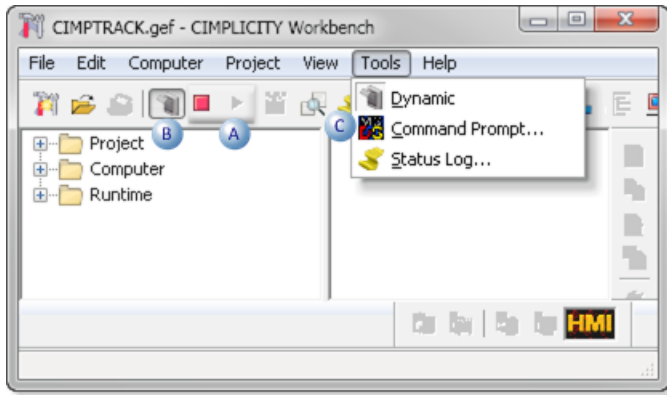 CIMPTRACK.gef - CIMPLICITY Workbench
File Edit Computer Project View Tools Help
Dynamic
B A C Command Prompt...
Status Log...
Project
Computer
Runtime
HMI